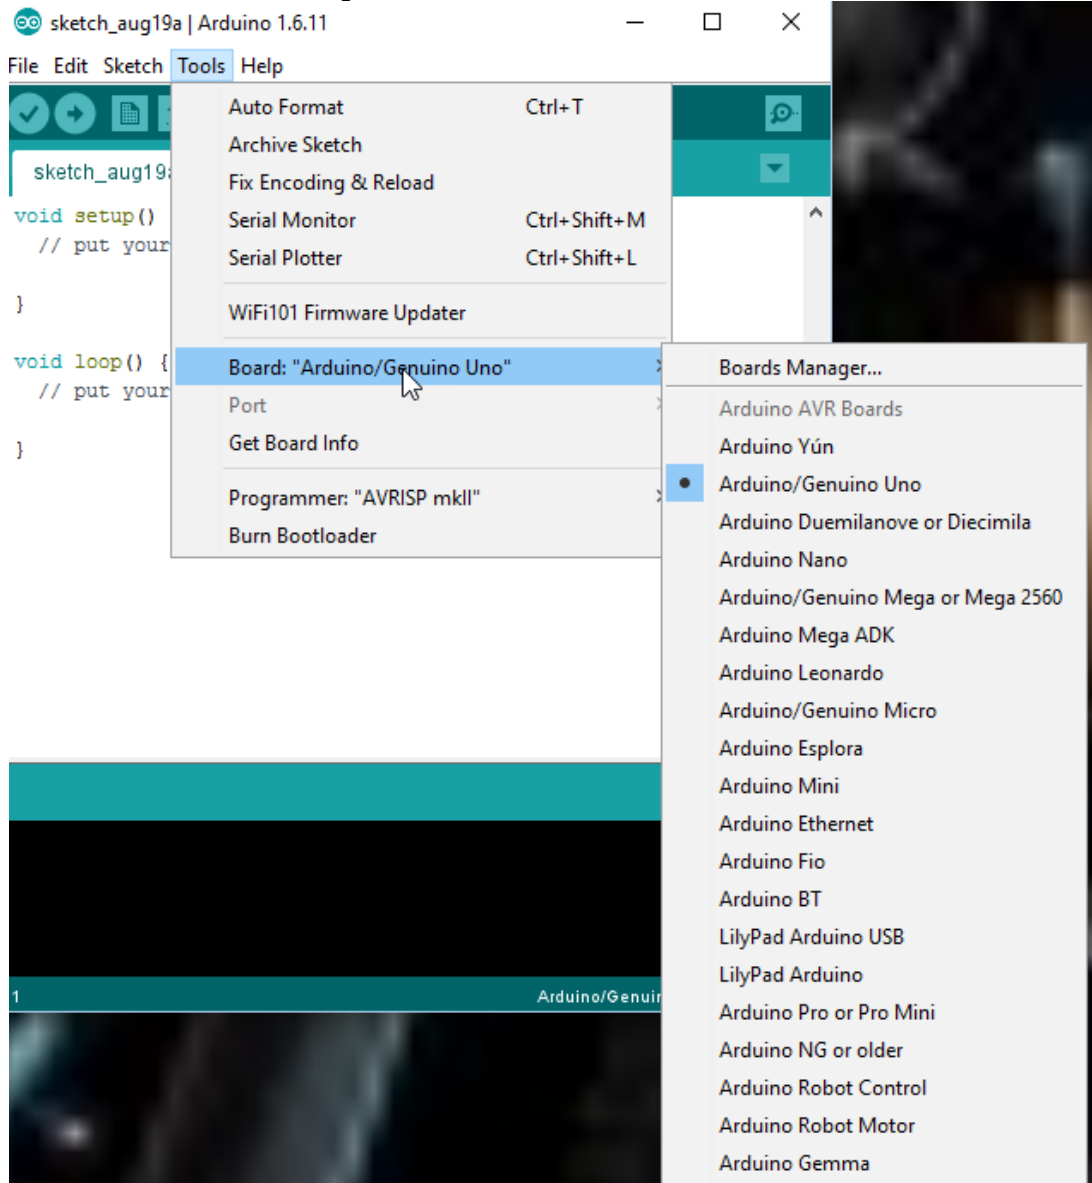 sketch_aug19a | Arduino 1.6.11
File Edit Sketch Tools Help
Auto Format Ctrl+T
Archive Sketch
Fix Encoding & Reload
Serial Monitor Ctrl+Shift+M
Serial Plotter Ctrl+Shift+L
WiFi101 Firmware Updater
Board: "Arduino/Genuino Uno"
Port
Get Board Info
Programmer: "AVRISP mkII"
Burn Bootloader
sketch_aug19a
void setup()
// put your
}
void loop() {
// put your
}
1 Arduino/Genuin
Boards Manager...
Arduino AVR Boards
Arduino Yún
Arduino/Genuino Uno
Arduino Duemilanove or Diecimila
Arduino Nano
Arduino/Genuino Mega or Mega 2560
Arduino Mega ADK
Arduino Leonardo
Arduino/Genuino Micro
Arduino Esplora
Arduino Mini
Arduino Ethernet
Arduino Fio
Arduino BT
LilyPad Arduino USB
LilyPad Arduino
Arduino Pro or Pro Mini
Arduino NG or older
Arduino Robot Control
Arduino Robot Motor
Arduino Gemma